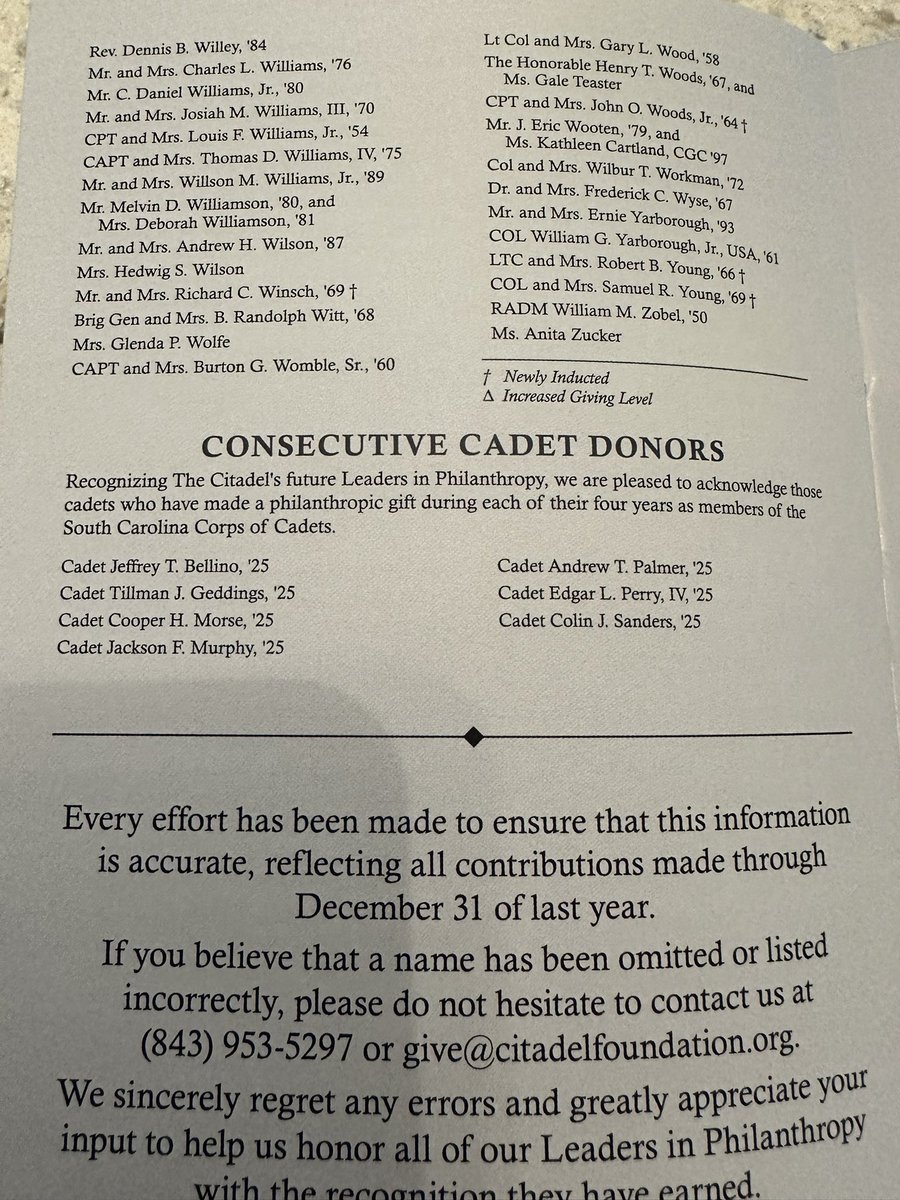 Rev. Dennis B. Willey, '84
Mr. and Mrs. Charles L. Williams, '76
Mr. C. Daniel Williams, Jr., '80
Mr. and Mrs. Josiah M. Williams, III, '70
CPT and Mrs. Louis F. Williams, Jr., '54
CAPT and Mrs. Thomas D. Williams, IV, '75
Mr. and Mrs. Willson M. Williams, Jr., '89
Mr. Melvin D. Williamson, '80, and
Mrs. Deborah Williamson, '81
Mr. and Mrs. Andrew H. Wilson, '87
Mrs. Hedwig S. Wilson
Mr. and Mrs. Richard C. Winsch, '69 †
Brig Gen and Mrs. B. Randolph Witt, '68
Mrs. Glenda P. Wolfe
CAPT and Mrs. Burton G. Womble, Sr., '60
Lt Col and Mrs. Gary L. Wood, '58
The Honorable Henry T. Woods, '67, and
Ms. Gale Teaster
CPT and Mrs. John O. Woods, Jr., '64 †
Mr. J. Eric Wooten, '79, and
Ms. Kathleen Cartland, CGC '97
Col and Mrs. Wilbur T. Workman, '72
Dr. and Mrs. Frederick C. Wyse, '67
Mr. and Mrs. Ernie Yarborough, '93
COL William G. Yarborough, Jr., USA, '61
LTC and Mrs. Robert B. Young, '66 †
COL and Mrs. Samuel R. Young, '69 †
RADM William M. Zobel, '50
Ms. Anita Zucker
† Newly Inducted
Δ Increased Giving Level
CONSECUTIVE CADET DONORS
Recognizing The Citadel's future Leaders in Philanthropy, we are pleased to acknowledge those
cadets who have made a philanthropic gift during each of their four years as members of the
South Carolina Corps of Cadets.
Cadet Jeffrey T. Bellino, '25
Cadet Tillman J. Geddings, '25
Cadet Cooper H. Morse, '25
Cadet Jackson F. Murphy, '25
Cadet Andrew T. Palmer, '25
Cadet Edgar L. Perry, IV, '25
Cadet Colin J. Sanders, '25
Every effort has been made to ensure that this information
is accurate, reflecting all contributions made through
December 31 of last year.
If you believe that a name has been omitted or listed
incorrectly, please do not hesitate to contact us at
(843) 953-5297 or give@citadelfoundation.org.
We sincerely regret any errors and greatly appreciate your
input to help us honor all of our Leaders in Philanthropy
with the recognition they have earned.